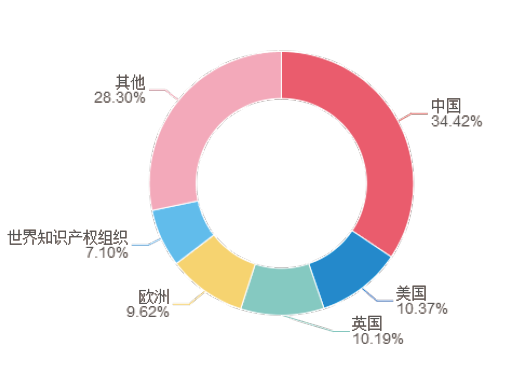 其他
28.30%
中国
34.42%
世界知识产权组织
7.10%
欧洲
9.62%
美国
10.37%
英国
10.19%